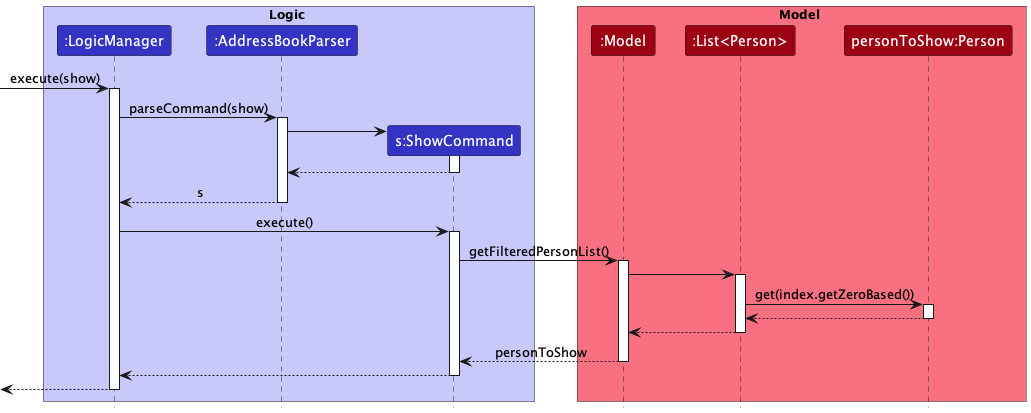 Logic
Model
:LogicManager
:AddressBookParser
:Model
:List<Person>
personToShow:Person
execute(show)
parseCommand(show)
s:ShowCommand
s
execute()
getFilteredPersonList()
get(index.getZeroBased())
personToShow